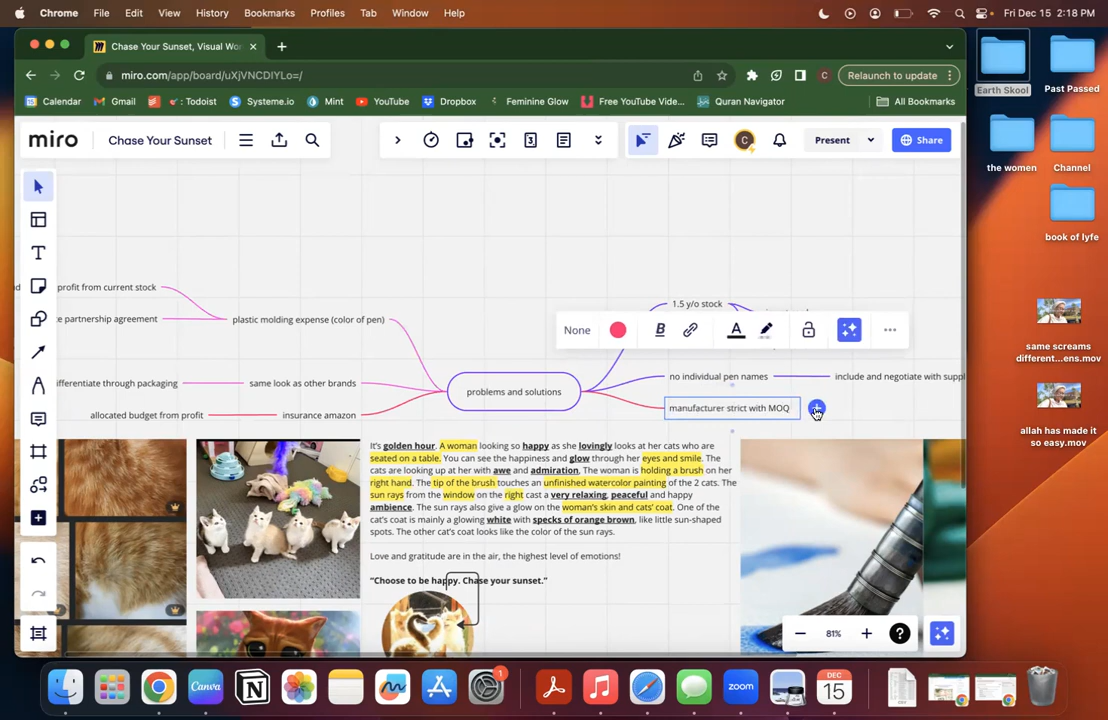 Chrome File Edit View History Bookmarks Profiles Tab Window Help Fri Dec 15 2:18 PM
Chase Your Sunset, Visual Wo
miro.com/app/board/uXjVNCDIYLo=/ C Relaunch to update
Calendar Gmail : Todoist Systeme.io Mint YouTube Dropbox Feminine Glow Free YouTube Vide... Quran Navigator All Bookmarks
miro Chase Your Sunset 3 Present Share
profit from current stock
partnership agreement
plastic molding expense (color of pen)
differentiate through packaging
same look as other brands
allocated budget from profit
insurance amazon
problems and solutions
1.5 y/o stock
None B A
no individual pen names
include and negotiate with suppl
manufacturer strict with MOQ
It's golden hour. A woman looking so happy as she lovingly looks at her cats who are
seated on a table. You can see the happiness and glow through her eyes and smile. The
cats are looking up at her with awe and admiration. The woman is holding a brush on her
right hand. The tip of the brush touches an unfinished watercolor painting of the 2 cats. The
sun rays from the window on the right cast a very relaxing, peaceful and happy
ambience. The sun rays also give a glow on the woman's skin and cats' coat. One of the
cat's coat is mainly a glowing white with specks of orange brown, like little sun-shaped
spots. The other cat's coat looks like the color of the sun rays.
Love and gratitude are in the air, the highest level of emotions!
"Choose to be happy. Chase your sunset."
81%
Earth Skool
Past Passed
the women
Channel
book of lyfe
same screams
different...ens.mov
allah has made it
so easy.mov
Canva
1
zoom
DEC
15